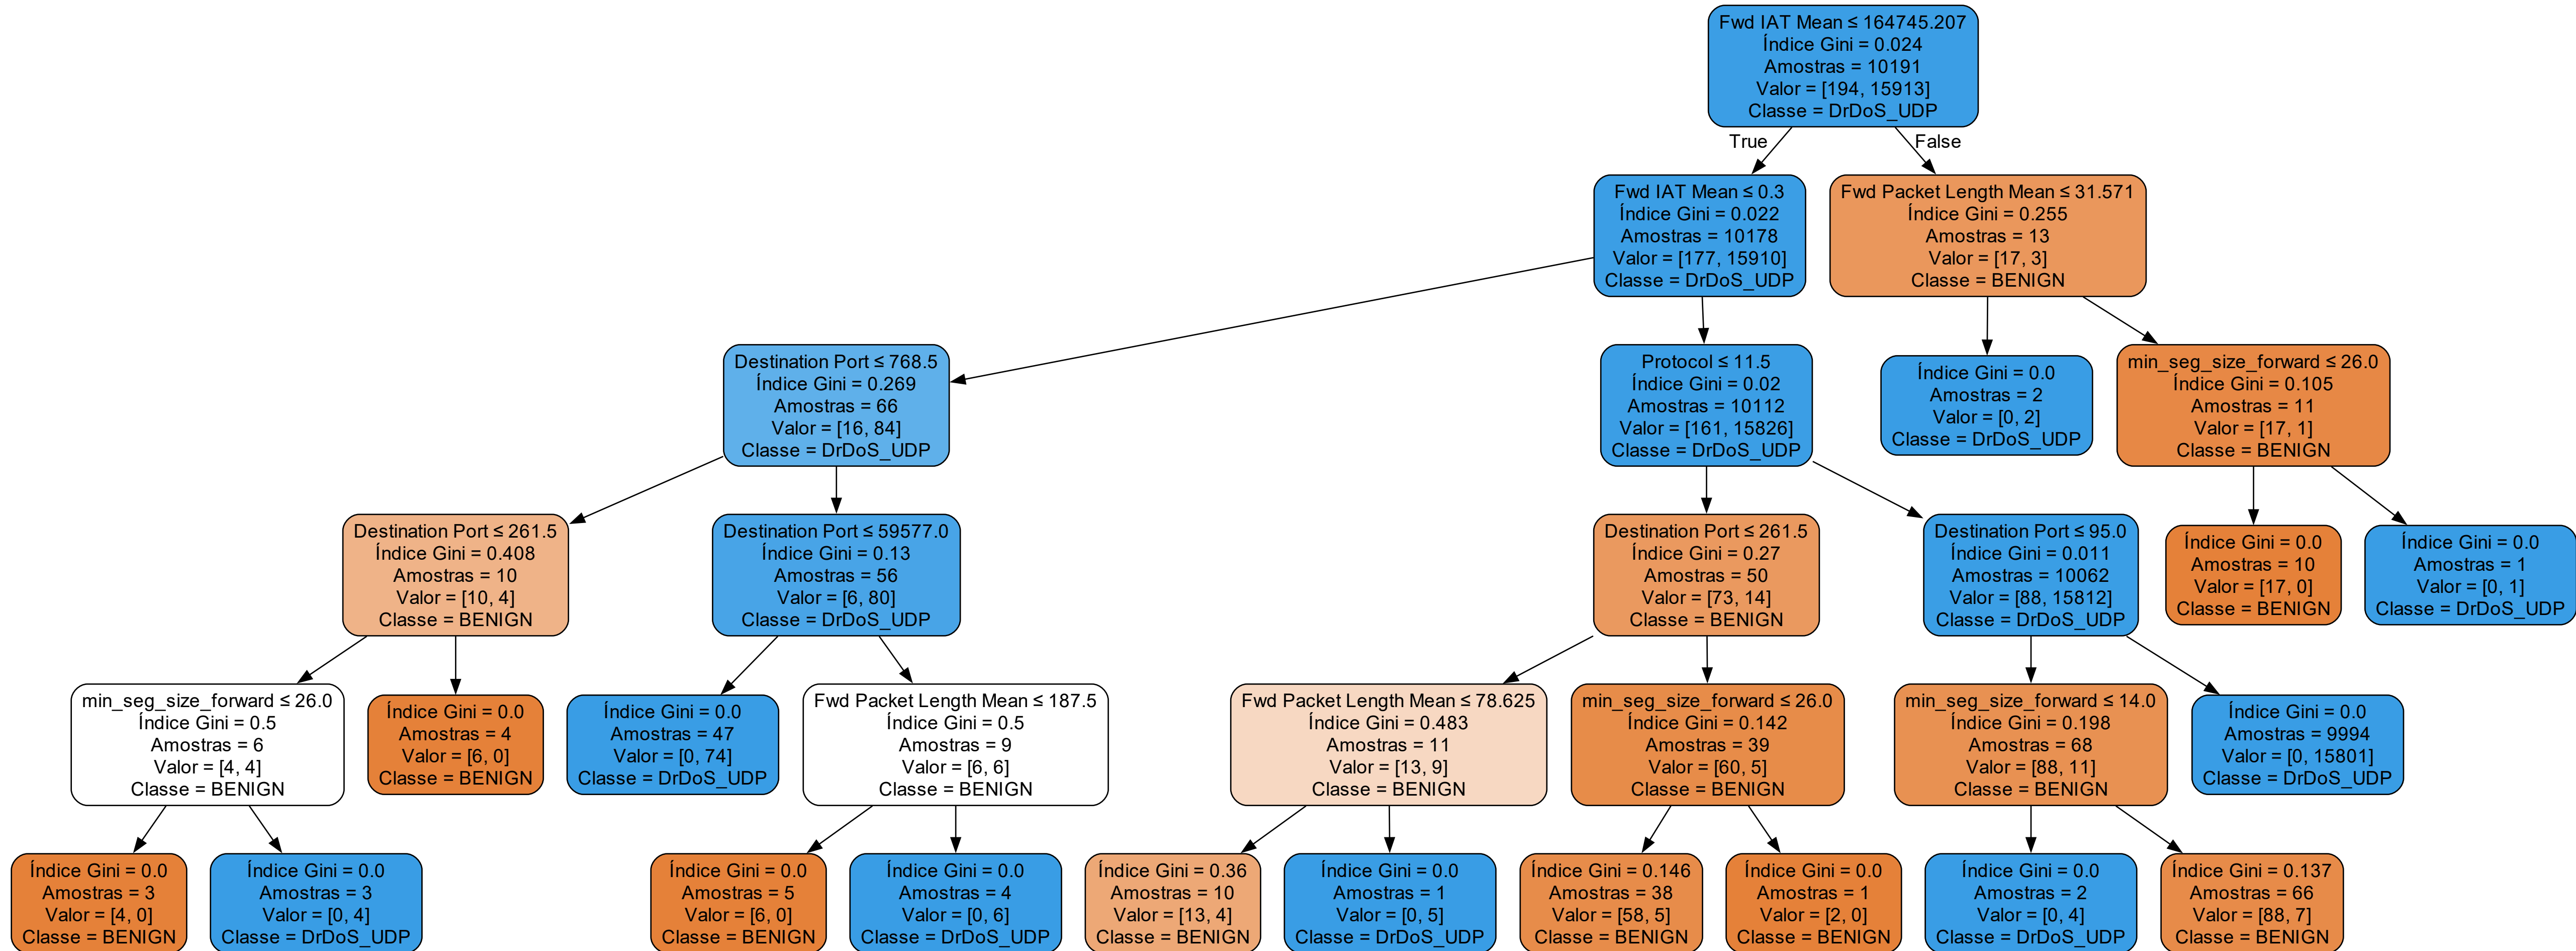 Fwd IAT Mean ≤ 164745.207
Índice Gini = 0.024
Amostras = 10191
Valor = [194, 15913]
Classe = DrDoS_UDP
True
False
Fwd IAT Mean ≤ 0.3
Índice Gini = 0.022
Amostras = 10178
Valor = [177, 15910]
Classe = DrDoS_UDP
Fwd Packet Length Mean ≤ 31.571
Índice Gini = 0.255
Amostras = 13
Valor = [17, 3]
Classe = BENIGN
Destination Port ≤ 768.5
Índice Gini = 0.269
Amostras = 66
Valor = [16, 84]
Classe = DrDoS_UDP
Protocol ≤ 11.5
Índice Gini = 0.02
Amostras = 10112
Valor = [161, 15826]
Classe = DrDoS_UDP
Índice Gini = 0.0
Amostras = 2
Valor = [0, 2]
Classe = DrDoS_UDP
min_seg_size_forward ≤ 26.0
Índice Gini = 0.105
Amostras = 11
Valor = [17, 1]
Classe = BENIGN
Destination Port ≤ 261.5
Índice Gini = 0.408
Amostras = 10
Valor = [10, 4]
Classe = BENIGN
Destination Port ≤ 59577.0
Índice Gini = 0.13
Amostras = 56
Valor = [6, 80]
Classe = DrDoS_UDP
Destination Port ≤ 261.5
Índice Gini = 0.27
Amostras = 50
Valor = [73, 14]
Classe = BENIGN
Destination Port ≤ 95.0
Índice Gini = 0.011
Amostras = 10062
Valor = [88, 15812]
Classe = DrDoS_UDP
Índice Gini = 0.0
Amostras = 10
Valor = [17, 0]
Classe = BENIGN
Índice Gini = 0.0
Amostras = 1
Valor = [0, 1]
Classe = DrDoS_UDP
min_seg_size_forward ≤ 26.0
Índice Gini = 0.5
Amostras = 6
Valor = [4, 4]
Classe = BENIGN
Índice Gini = 0.0
Amostras = 4
Valor = [6, 0]
Classe = BENIGN
Índice Gini = 0.0
Amostras = 47
Valor = [0, 74]
Classe = DrDoS_UDP
Fwd Packet Length Mean ≤ 187.5
Índice Gini = 0.5
Amostras = 9
Valor = [6, 6]
Classe = BENIGN
Fwd Packet Length Mean ≤ 78.625
Índice Gini = 0.483
Amostras = 11
Valor = [13, 9]
Classe = BENIGN
min_seg_size_forward ≤ 26.0
Índice Gini = 0.142
Amostras = 39
Valor = [60, 5]
Classe = BENIGN
min_seg_size_forward ≤ 14.0
Índice Gini = 0.198
Amostras = 68
Valor = [88, 11]
Classe = BENIGN
Índice Gini = 0.0
Amostras = 9994
Valor = [0, 15801]
Classe = DrDoS_UDP
Índice Gini = 0.0
Amostras = 3
Valor = [4, 0]
Classe = BENIGN
Índice Gini = 0.0
Amostras = 3
Valor = [0, 4]
Classe = DrDoS_UDP
Índice Gini = 0.0
Amostras = 5
Valor = [6, 0]
Classe = BENIGN
Índice Gini = 0.0
Amostras = 4
Valor = [0, 6]
Classe = DrDoS_UDP
Índice Gini = 0.36
Amostras = 10
Valor = [13, 4]
Classe = BENIGN
Índice Gini = 0.0
Amostras = 1
Valor = [0, 5]
Classe = DrDoS_UDP
Índice Gini = 0.146
Amostras = 38
Valor = [58, 5]
Classe = BENIGN
Índice Gini = 0.0
Amostras = 1
Valor = [2, 0]
Classe = BENIGN
Índice Gini = 0.0
Amostras = 2
Valor = [0, 4]
Classe = DrDoS_UDP
Índice Gini = 0.137
Amostras = 66
Valor = [88, 7]
Classe = BENIGN